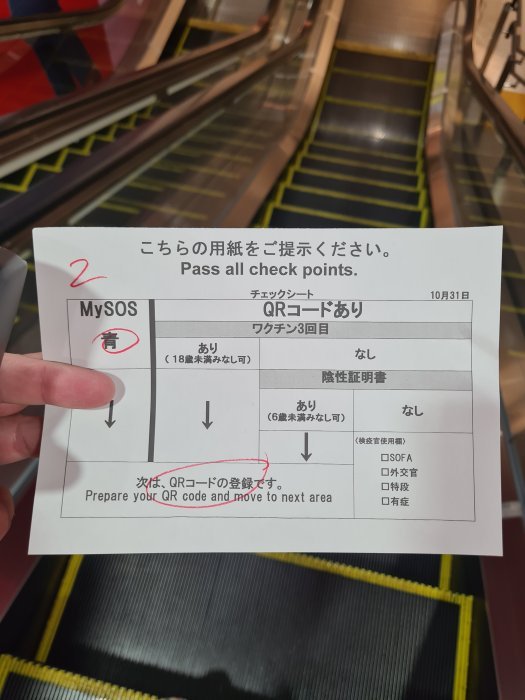 こちらの用紙をご提示ください。
Pass all check points.
2
チェックシート 10月31日
MySOS
青
QRコードあり
ワクチン3回目
あり
(18歳未満みなし可)
なし
陰性証明書
あり
(6歳未満みなし可)
なし
(検疫官使用欄)
□SOFA
□外交官
□特段
□有症
次は、QRコードの登録です。
Prepare your QR code and move to next area